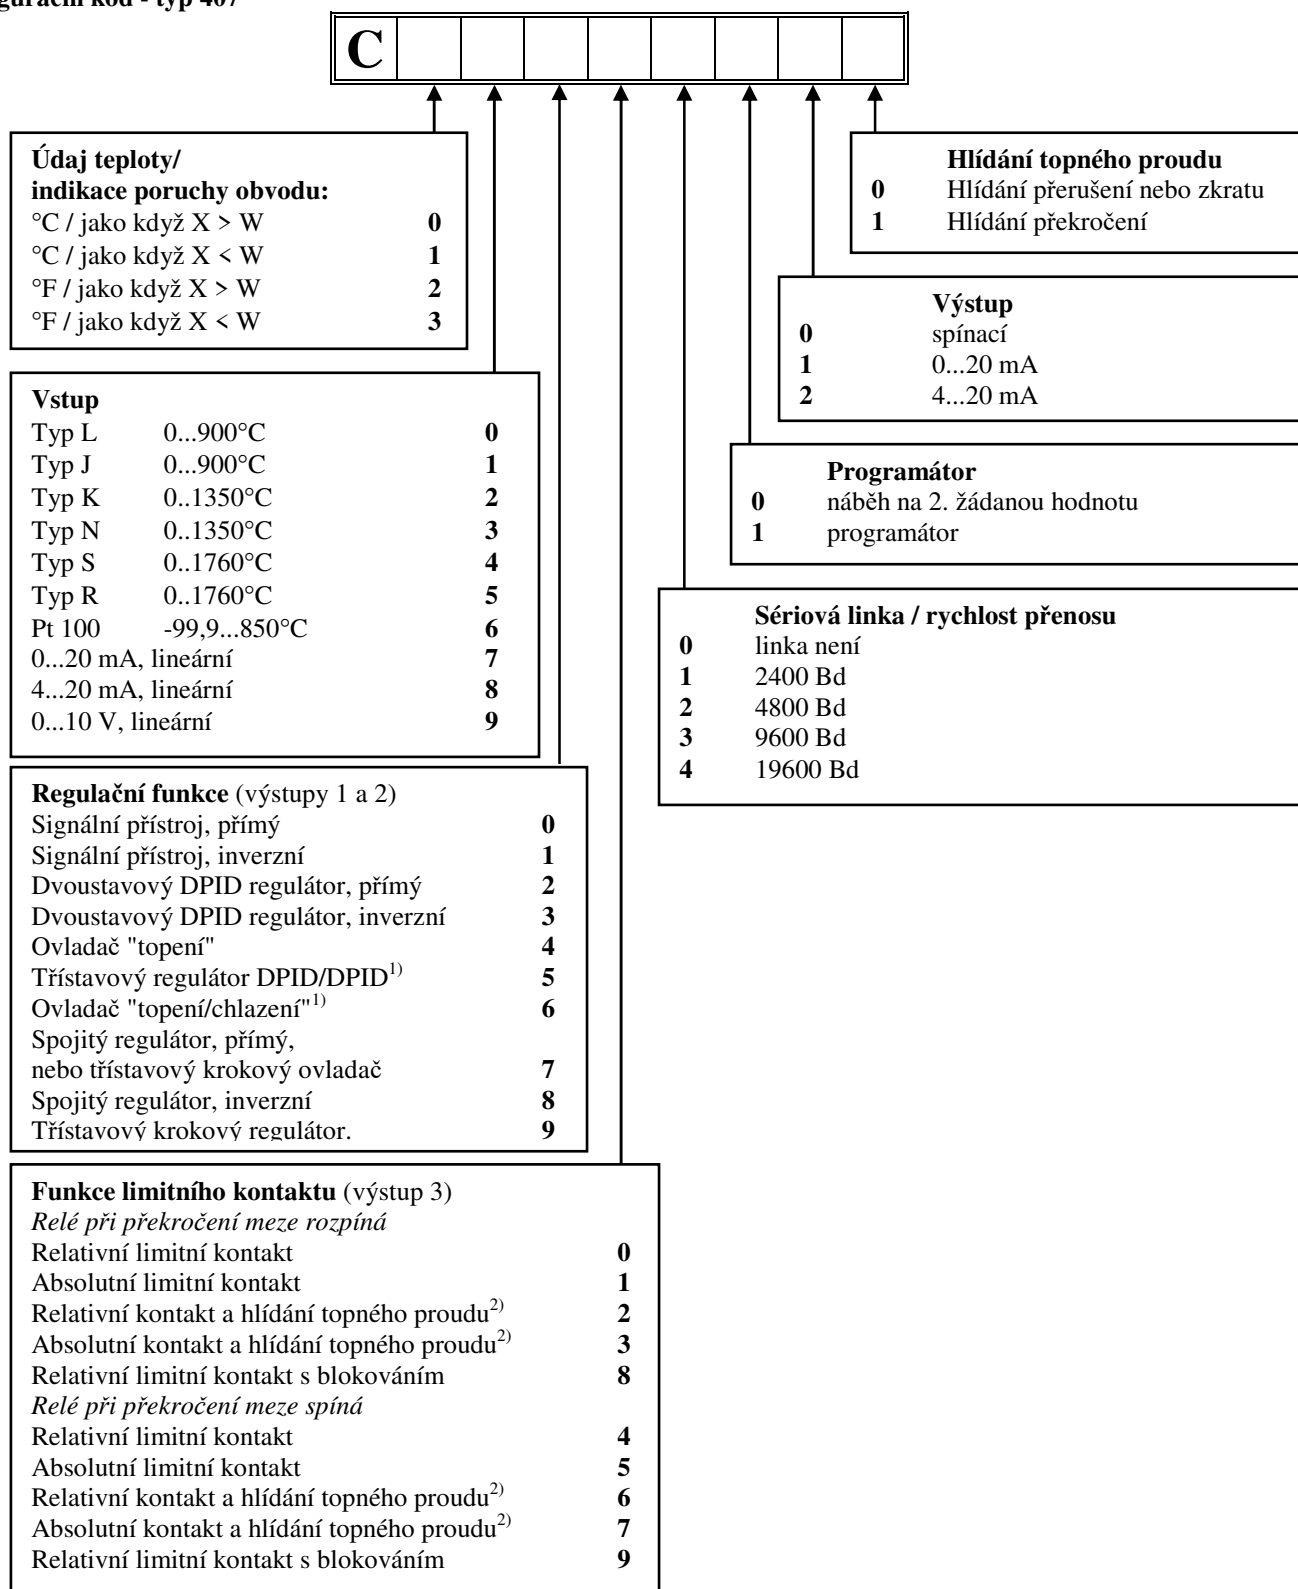 kód - typ 407
C
Údaj teploty/
indikace poruchy obvodu:
°C / jako když X > W 0
°C / jako když X < W 1
°F / jako když X > W 2
°F / jako když X < W 3
Hlídání topného proudu
0 Hlídání přerušení nebo zkratu
1 Hlídání překročení
Výstup
0 spínací
1 0...20 mA
2 4...20 mA
Vstup
Typ L 0...900°C 0
Typ J 0...900°C 1
Typ K 0..1350°C 2
Typ N 0..1350°C 3
Typ S 0..1760°C 4
Typ R 0..1760°C 5
Pt 100 -99,9...850°C 6
0...20 mA, lineární 7
4...20 mA, lineární 8
0...10 V, lineární 9
Programátor
0 náběh na 2. žádanou hodnotu
1 programátor
Sériová linka / rychlost přenosu
0 linka není
1 2400 Bd
2 4800 Bd
3 9600 Bd
4 19600 Bd
Regulační funkce (výstupy 1 a 2)
Signální přístroj, přímý 0
Signální přístroj, inverzní 1
Dvoustavový DPID regulátor, přímý 2
Dvoustavový DPID regulátor, inverzní 3
Ovladač "topení" 4
Třístavový regulátor DPID/DPID1) 5
Ovladač "topení/chlazení"1) 6
Spojitý regulátor, přímý,
nebo třístavový krokový ovladač 7
Spojitý regulátor, inverzní 8
Třístavový krokový regulátor. 9
Funkce limitního kontaktu (výstup 3)
Relé při překročení meze rozpíná
Relativní limitní kontakt 0
Absolutní limitní kontakt 1
Relativní kontakt a hlídání topného proudu2) 2
Absolutní kontakt a hlídání topného proudu2) 3
Relativní limitní kontakt s blokováním 8
Relé při překročení meze spíná
Relativní limitní kontakt 4
Absolutní limitní kontakt 5
Relativní kontakt a hlídání topného proudu2) 6
Absolutní kontakt a hlídání topného proudu2) 7
Relativní limitní kontakt s blokováním 9